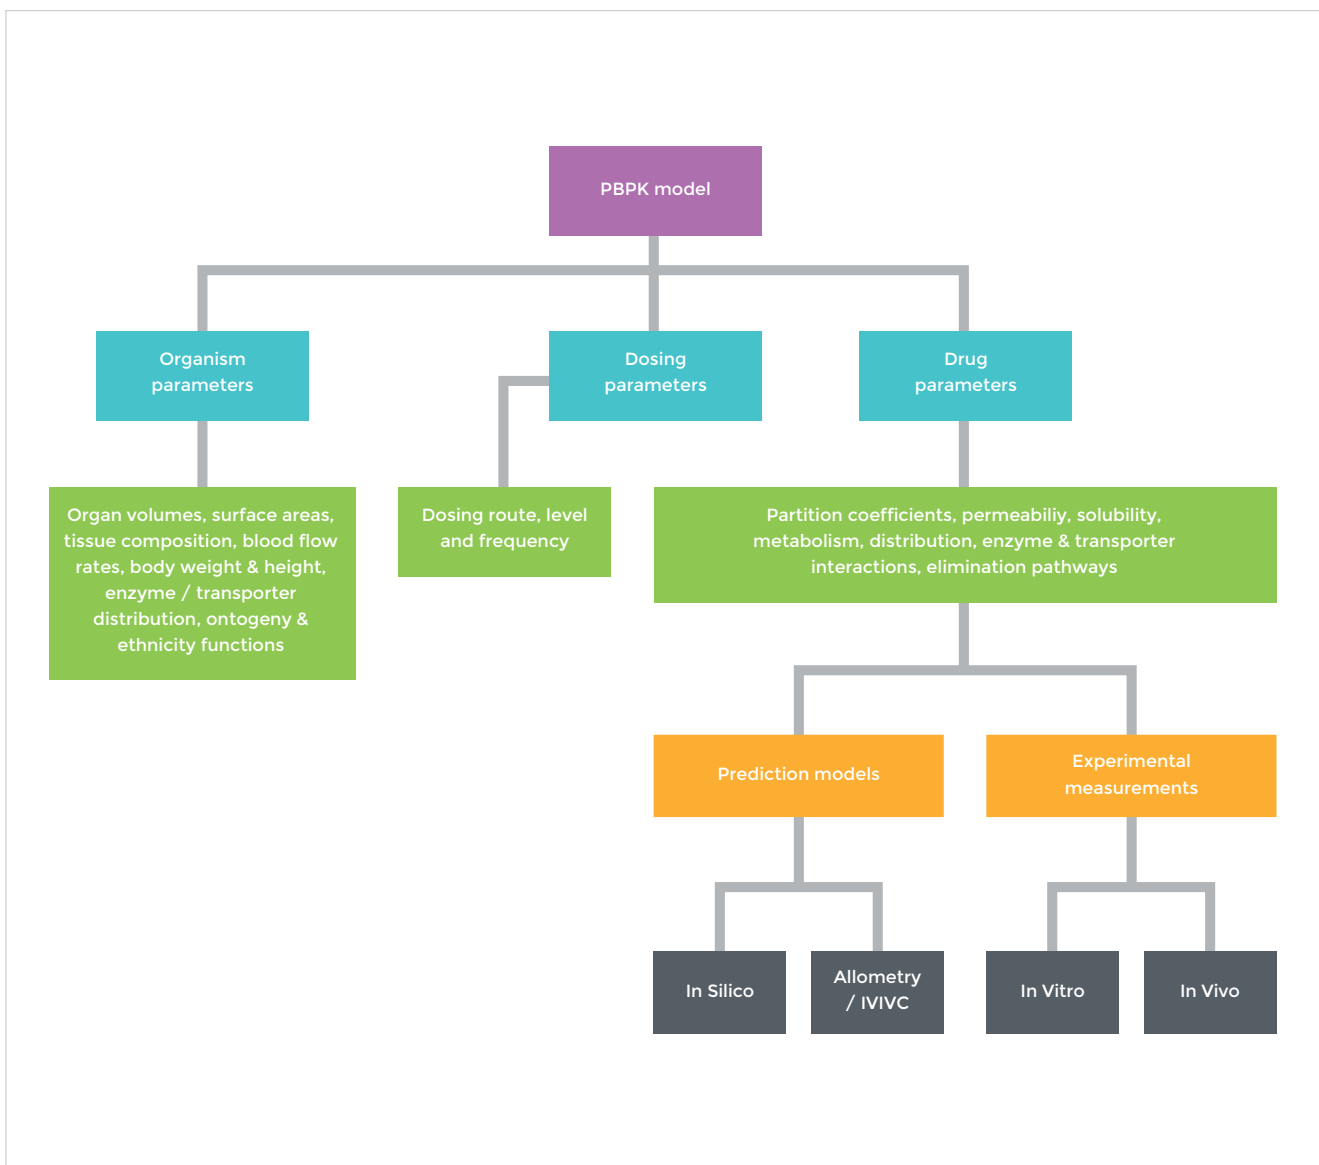 PBPK model
Organism
parameters
Dosing
parameters
Drug
parameters
Organ volumes, surface areas,
tissue composition, blood flow
rates, body weight & height,
enzyme / transporter
distribution, ontogeny &
ethnicity functions
Dosing route, level
and frequency
Partition coefficients, permeabiliy, solubility,
metabolism, distribution, enzyme & transporter
interactions, elimination pathways
Prediction models
Experimental
measurements
In Silico
Allometry
/ IVIVC
In Vitro
In Vivo